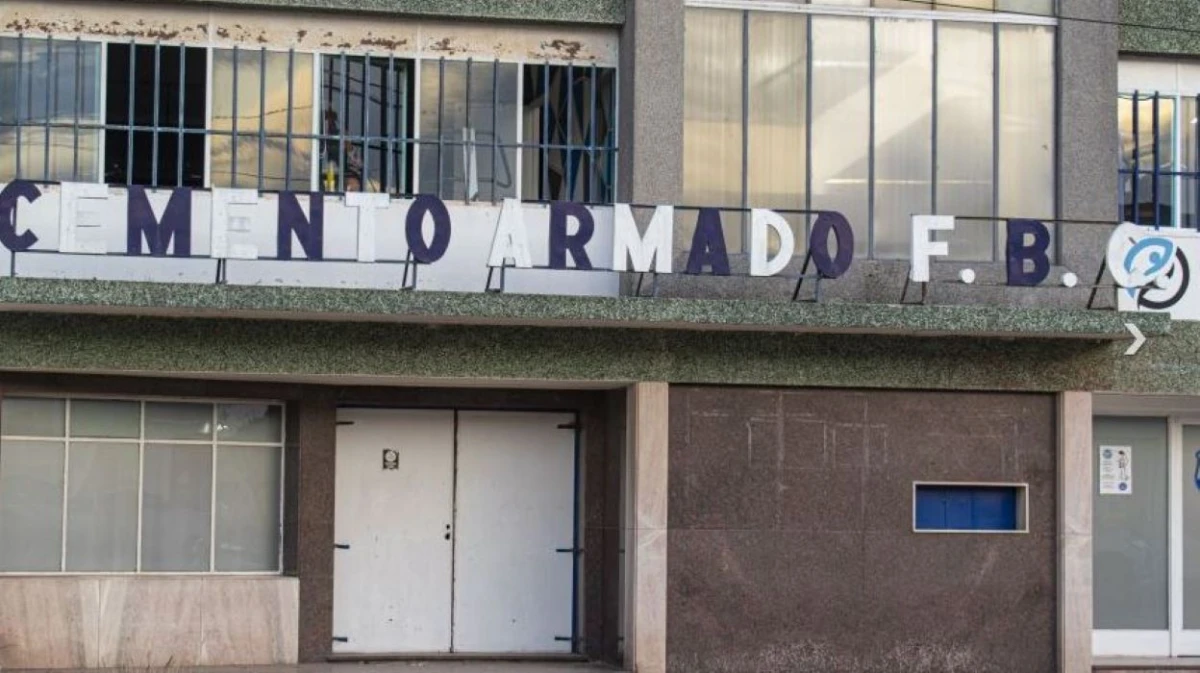 CEMENTO ARMADO F. B.